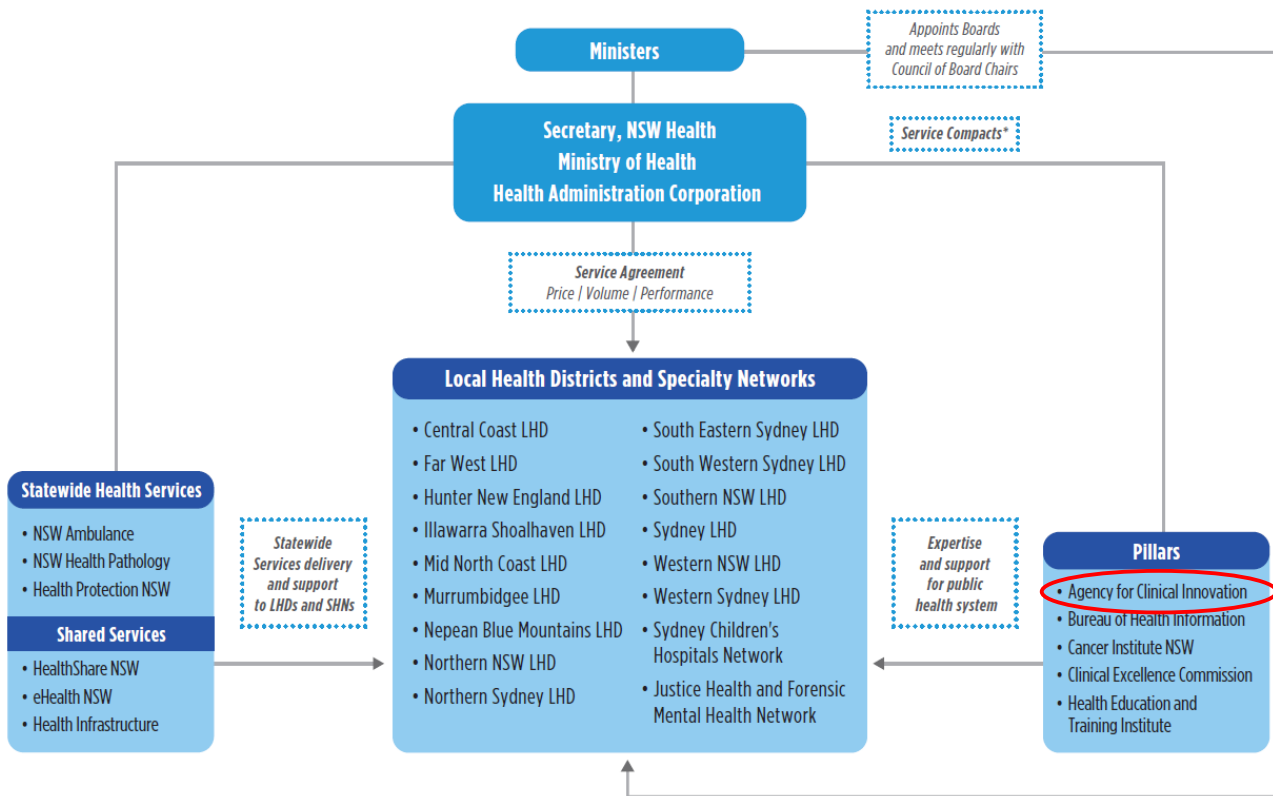 Ministers
Appoints Boards
and meets regularly with
Council of Board Chairs
Secretary, NSW Health
Ministry of Health
Health Administration Corporation
Service Compacts*
Service Agreement
Price | Volume | Performance
Local Health Districts and Specialty Networks
• Central Coast LHD
• Far West LHD
• Hunter New England LHD
• Illawarra Shoalhaven LHD
• Mid North Coast LHD
• Murrumbidgee LHD
• Nepean Blue Mountains LHD
• Northern NSW LHD
• Northern Sydney LHD
• South Eastern Sydney LHD
• South Western Sydney LHD
• Southern NSW LHD
• Sydney LHD
• Western NSW LHD
• Western Sydney LHD
• Sydney Children's
Hospitals Network
• Justice Health and Forensic
Mental Health Network
Statewide Health Services
• NSW Ambulance
• NSW Health Pathology
• Health Protection NSW
Shared Services
• HealthShare NSW
• eHealth NSW
• Health Infrastructure
Statewide
Services delivery
and support
to LHDs and SHNs
Expertise
and support
for public
health system
Pillars
• Agency for Clinical Innovation
• Bureau of Health Information
• Cancer Institute NSW
• Clinical Excellence Commission
• Health Education and
Training Institute